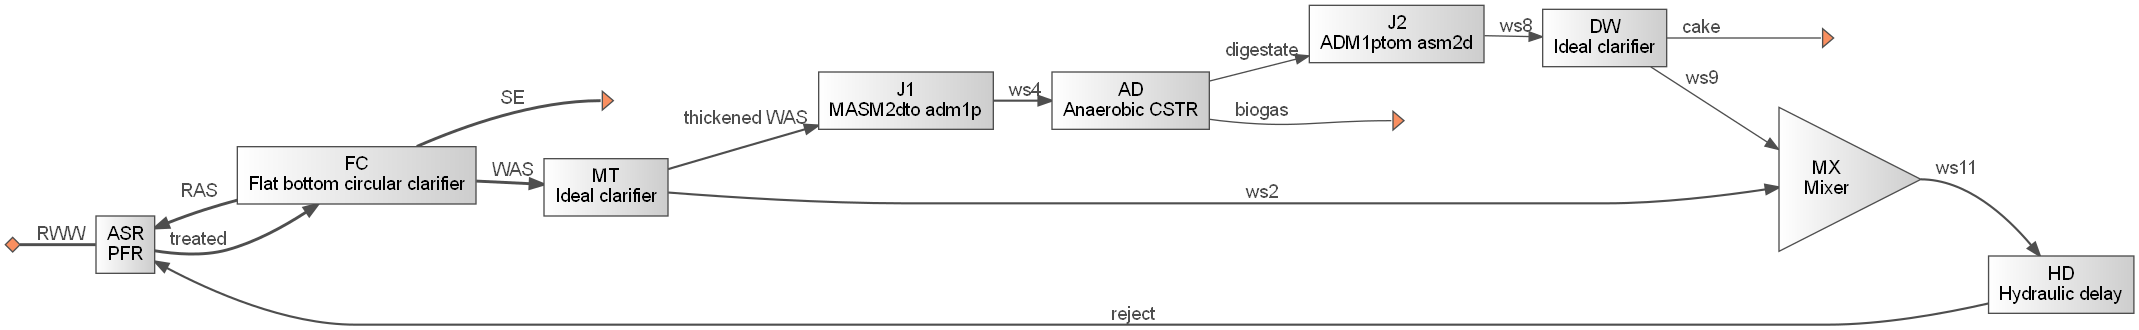 RWW
ASR
PFR
RAS
treated
FC
Flat bottom circular clarifier
SE
WAS
MT
Ideal clarifier
thickened WAS
ws2
J1
MASM2dto adm1p
ws4
AD
Anaerobic CSTR
digestate
biogas
J2
ADM1ptom asm2d
ws8
DW
Ideal clarifier
cake
ws9
MX
Mixer
ws11
HD
Hydraulic delay
reject